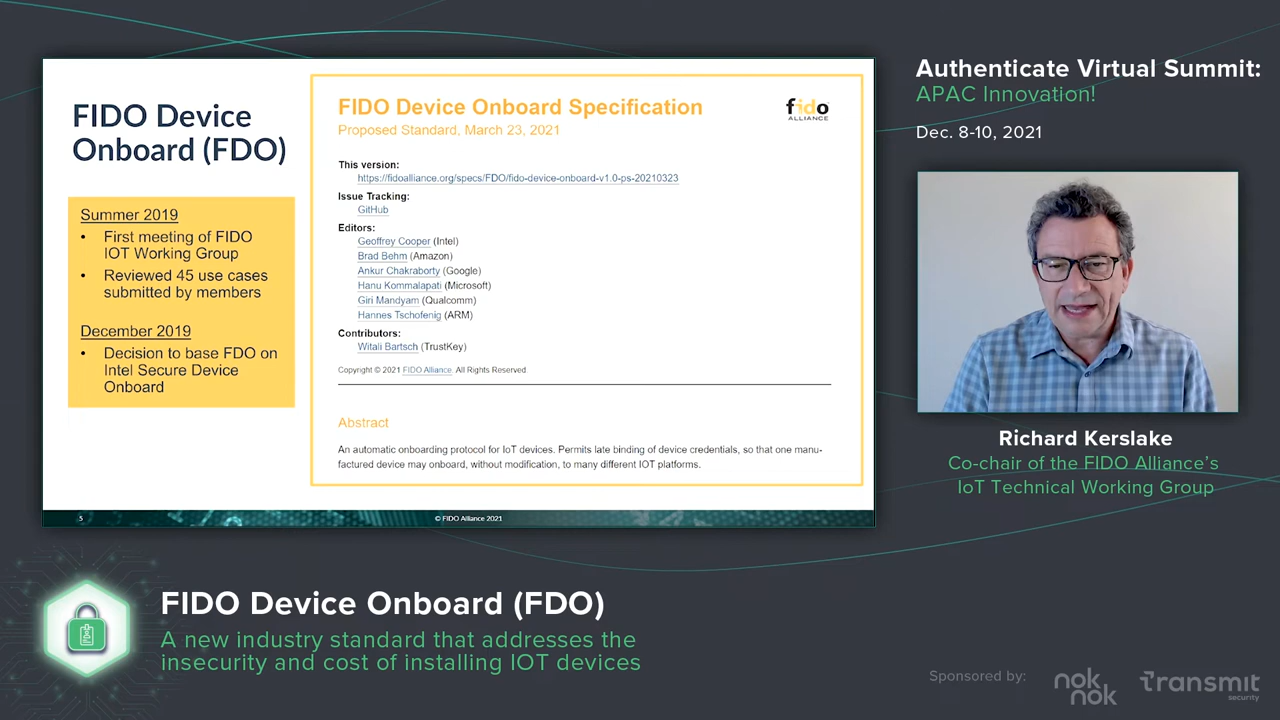 FIDO Device
Onboard (FDO)
Summer 2019
• First meeting of FIDO
IOT Working Group
• Reviewed 45 use cases
submitted by members
December 2019
• Decision to base FDO on
Intel Secure Device
Onboard
FIDO Device Onboard Specification
Proposed Standard, March 23, 2021
fido
ALLIANCE
This version:
https://fidoalliance.org/specs/FDO/fido-device-onboard-v1.0-ps-20210323
Issue Tracking:
GitHub
Editors:
Geoffrey Cooper (Intel)
Brad Behm (Amazon)
Ankur Chakraborty (Google)
Hanu Kommalapati (Microsoft)
Giri Mandyam (Qualcomm)
Hannes Tschofenig (ARM)
Contributors:
Witali Bartsch (TrustKey)
Copyright © 2021 FIDO Alliance. All Rights Reserved.
Abstract
An automatic onboarding protocol for IoT devices. Permits late binding of device credentials, so that one manu-
factured device may onboard, without modification, to many different IOT platforms.
© FIDO Alliance 2021
Authenticate Virtual Summit:
APAC Innovation!
Dec. 8-10, 2021
Richard Kerslake
Co-chair of the FIDO Alliance's
IoT Technical Working Group
FIDO Device Onboard (FDO)
A new industry standard that addresses the
insecurity and cost of installing IOT devices
Sponsored by:
nok
nok
Transmit
security